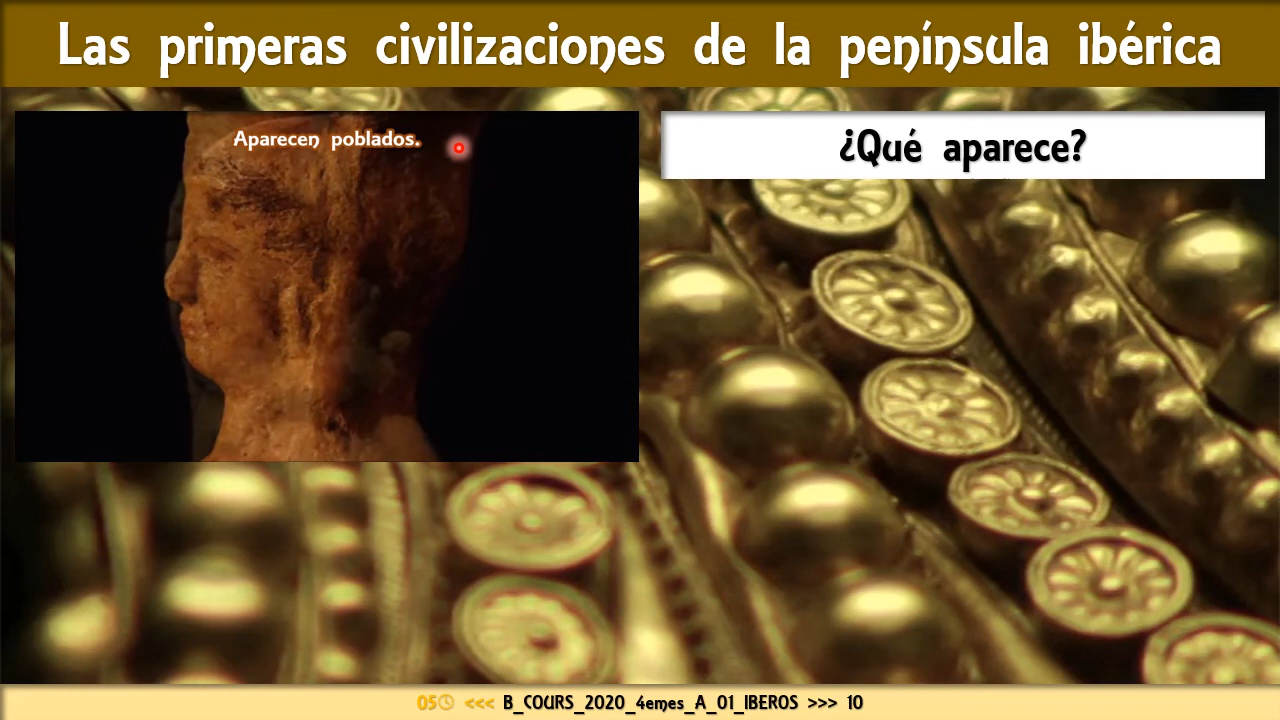 Las primeras civilizaciones de la península ibérica
Aparecen poblados.
¿Qué aparece?
05 <<< B_COURS_2020_4emes_A_01_IBEROS >>> 10